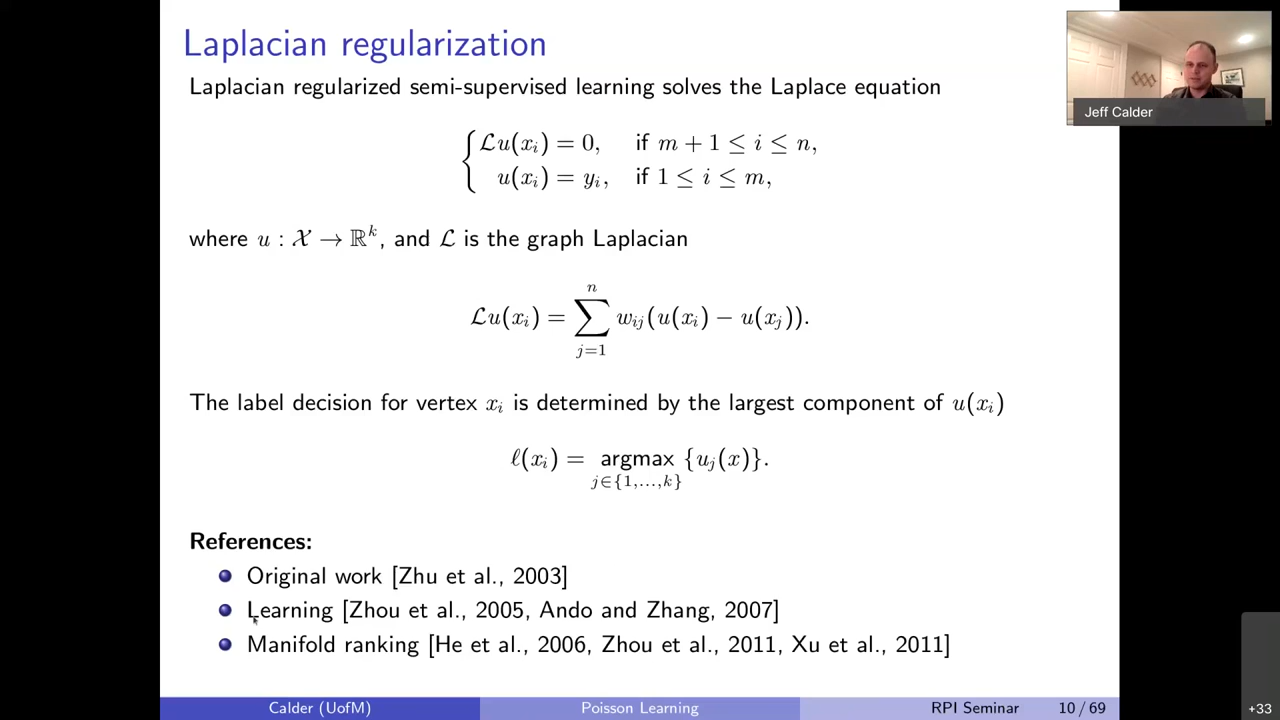 Laplacian regularization
Laplacian regularized semi-supervised learning solves the Laplace equation
ℒu(xᵢ) = 0, if m + 1 ≤ i ≤ n,
u(xᵢ) = yᵢ, if 1 ≤ i ≤ m,
where u : 𝒳 → ℝᵏ, and ℒ is the graph Laplacian
ℒu(xᵢ) = ∑ⁿⱼ₌₁ wᵢⱼ(u(xᵢ) − u(xⱼ)).
The label decision for vertex xᵢ is determined by the largest component of u(xᵢ)
ℓ(xᵢ) = argmax {uⱼ(x)}.
j∈{1,...,k}
References:
Original work [Zhu et al., 2003]
Learning [Zhou et al., 2005, Ando and Zhang, 2007]
Manifold ranking [He et al., 2006, Zhou et al., 2011, Xu et al., 2011]
Calder (UofM) Poisson Learning RPI Seminar 10 / 69
Jeff Calder
+33